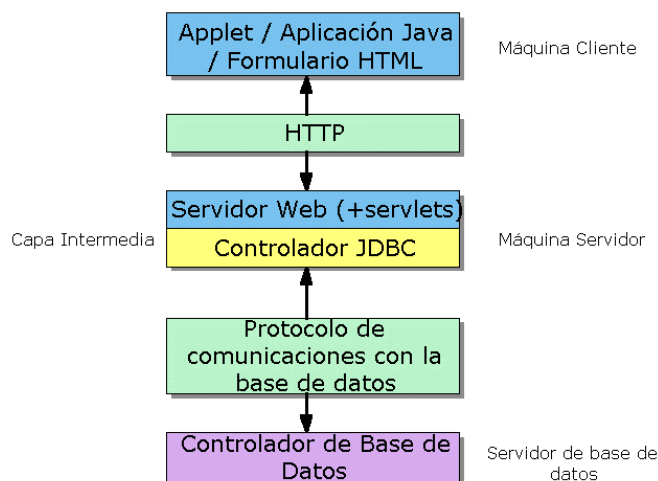 Applet / Aplicación Java
/ Formulario HTML
Máquina Cliente
HTTP
Servidor Web (+servlets)
Capa Intermedia
Controlador JDBC
Máquina Servidor
Protocolo de
comunicaciones con la
base de datos
Controlador de Base de
Datos
Servidor de base de
datos